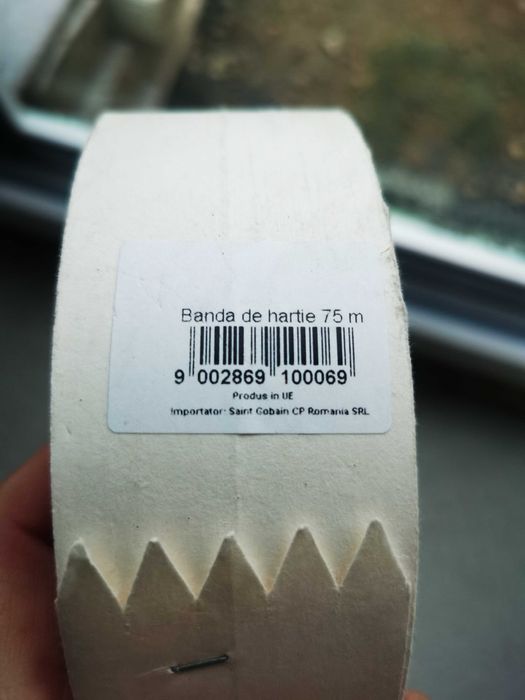 Banda de hartie 75 m
9 002869 100069
Produs in UE
Importator: Saint Gobain CP Romania SRL